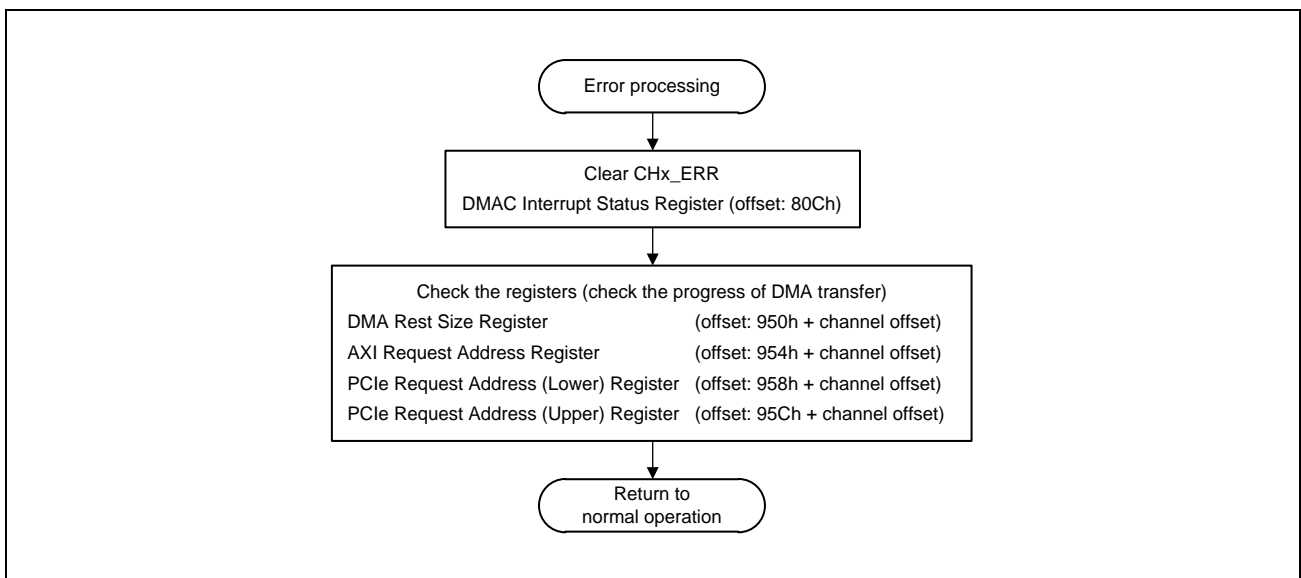 Error processing
Clear CHx_ERR
DMAC Interrupt Status Register (offset: 80Ch)
Check the registers (check the progress of DMA transfer)
DMA Rest Size Register (offset: 950h + channel offset)
AXI Request Address Register (offset: 954h + channel offset)
PCIe Request Address (Lower) Register (offset: 958h + channel offset)
PCIe Request Address (Upper) Register (offset: 95Ch + channel offset)
Return to
normal operation